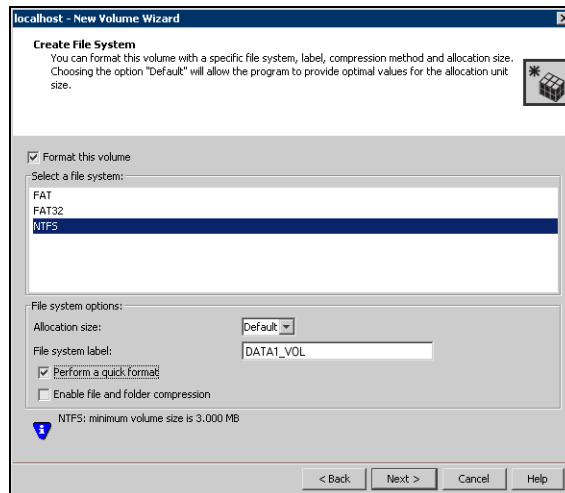 localhost - New Volume Wizard
Create File System
You can format this volume with a specific file system, label, compression method and allocation size.
Choosing the option "Default" will allow the program to provide optimal values for the allocation unit
size.
Format this volume
Select a file system:
FAT
FAT32
NTFS
File system options:
Allocation size:
Default
File system label:
DATA1_VOL
Perform a quick format
Enable file and folder compression
NTFS: minimum volume size is 3.000 MB
< Back
Next >
Cancel
Help